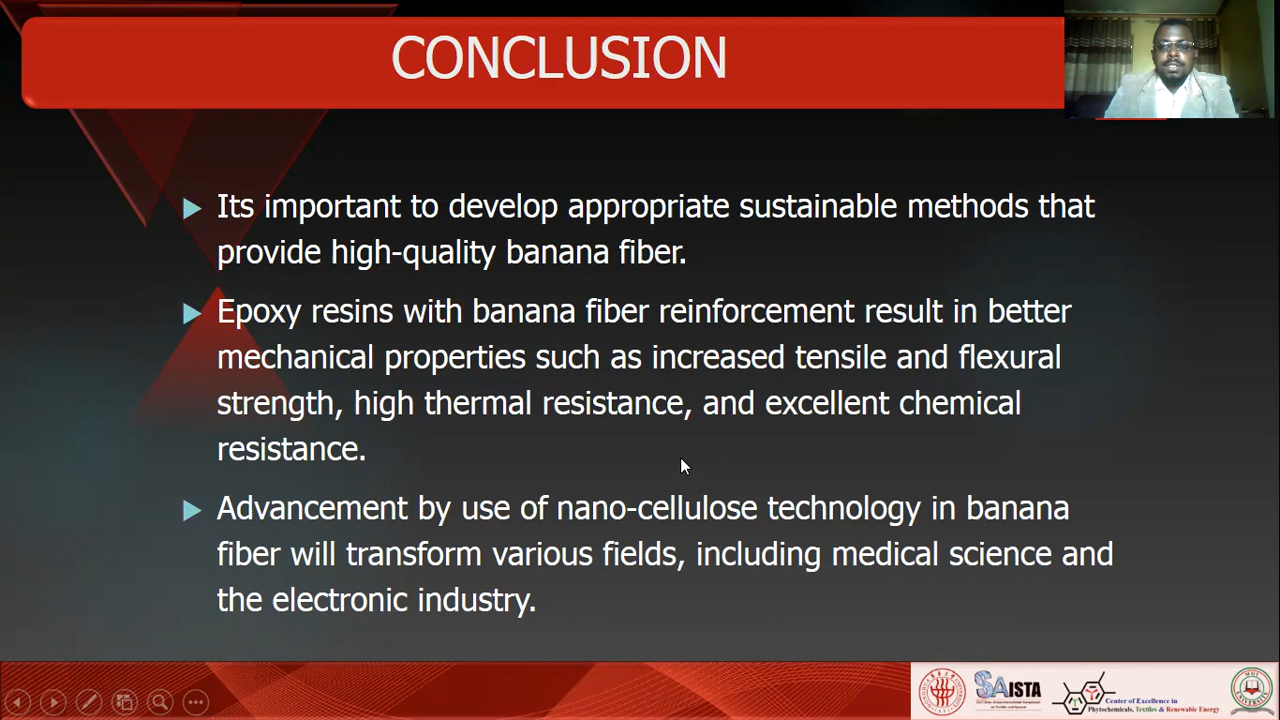 CONCLUSION
Its important to develop appropriate sustainable methods that
provide high-quality banana fiber.
Epoxy resins with banana fiber reinforcement result in better
mechanical properties such as increased tensile and flexural
strength, high thermal resistance, and excellent chemical
resistance.
Advancement by use of nano-cellulose technology in banana
fiber will transform various fields, including medical science and
the electronic industry.
SAISTA
Center of Excellence in
Phytochemicals, Textiles & Renewable Energy